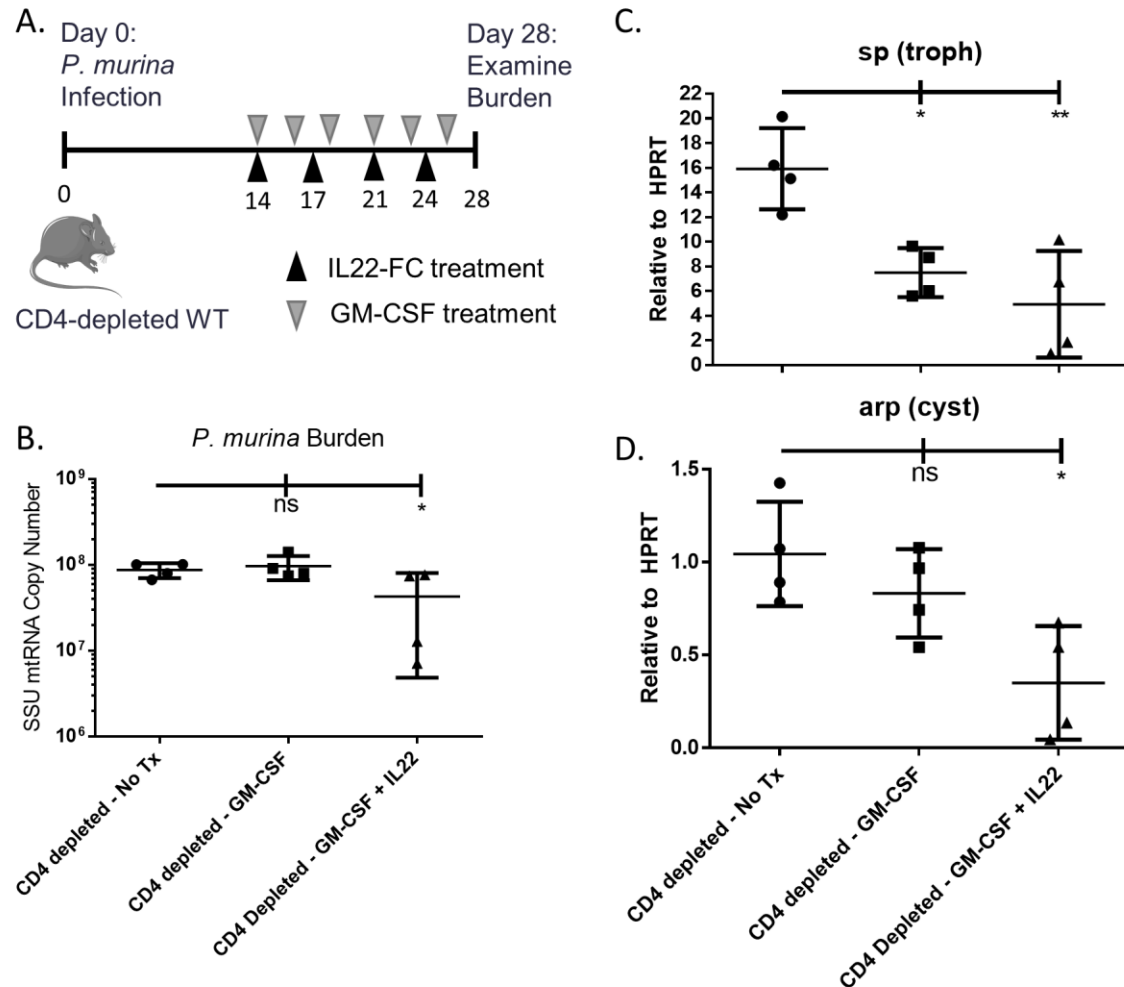 A.
Day 0:
P. murina
Infection
Day 28:
Examine
Burden
0
14
17
21
24
28
CD4-depleted WT
IL22-FC treatment
GM-CSF treatment
B.
P. murina Burden
SSU mtRNA Copy Number
10⁹
10⁸
10⁷
10⁶
ns
*
CD4 depleted - No Tx
CD4 depleted - GM-CSF
CD4 Depleted - GM-CSF + IL22
C.
sp (troph)
Relative to HPRT
22
20
18
16
14
12
10
8
6
4
2
0
*
**
D.
arp (cyst)
Relative to HPRT
1.5
1.0
0.5
0.0
ns
*
CD4 depleted - No Tx
CD4 depleted - GM-CSF
CD4 Depleted - GM-CSF + IL22